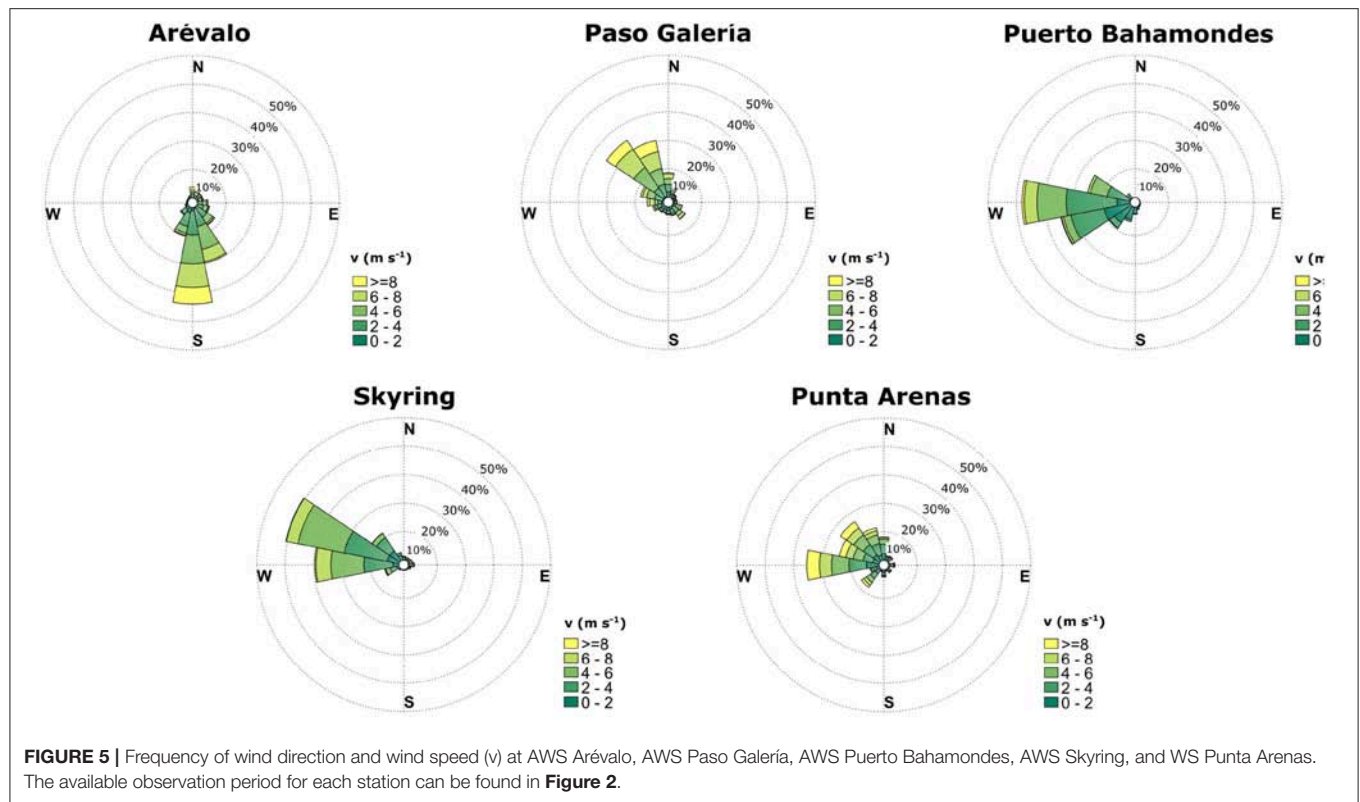 Arévalo
N
50%
40%
30%
20%
10%
W
E
S
v (m s⁻¹)
>=8
6 - 8
4 - 6
2 - 4
0 - 2
Paso Galería
N
50%
40%
30%
20%
10%
W
E
S
v (m s⁻¹)
>=8
6 - 8
4 - 6
2 - 4
0 - 2
Puerto Bahamondes
N
50%
40%
30%
20%
10%
W
E
S
v (m
>
6
4
2
0
Skyring
N
50%
40%
30%
20%
10%
W
E
S
v (m s⁻¹)
>=8
6 - 8
4 - 6
2 - 4
0 - 2
Punta Arenas
N
50%
40%
30%
20%
10%
W
E
S
v (m s⁻¹)
>=8
6 - 8
4 - 6
2 - 4
0 - 2
FIGURE 5 | Frequency of wind direction and wind speed (v) at AWS Arévalo, AWS Paso Galería, AWS Puerto Bahamondes, AWS Skyring, and WS Punta Arenas.
The available observation period for each station can be found in Figure 2.